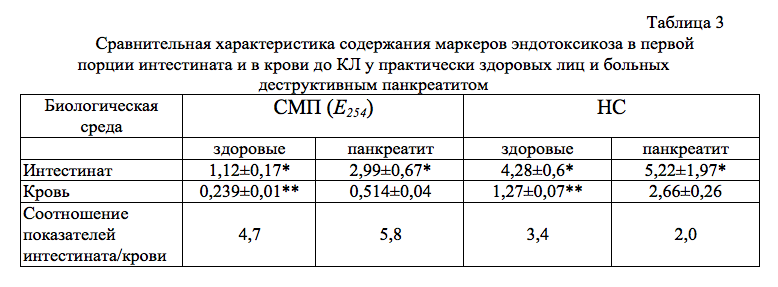 Таблица 3
Сравнительная характеристика содержания маркеров эндотоксикоза в первой
порции интестината и в крови до КЛ у практически здоровых лиц и больных
деструктивным панкреатитом
Биологическая среда СМП (E254) НС
здоровые панкреатит здоровые панкреатит
Интестинат 1,12±0,17* 2,99±0,67* 4,28±0,6* 5,22±1,97*
Кровь 0,239±0,01** 0,514±0,04 1,27±0,07** 2,66±0,26
Соотношение
показателей 4,7 5,8 3,4 2,0
интестината/крови